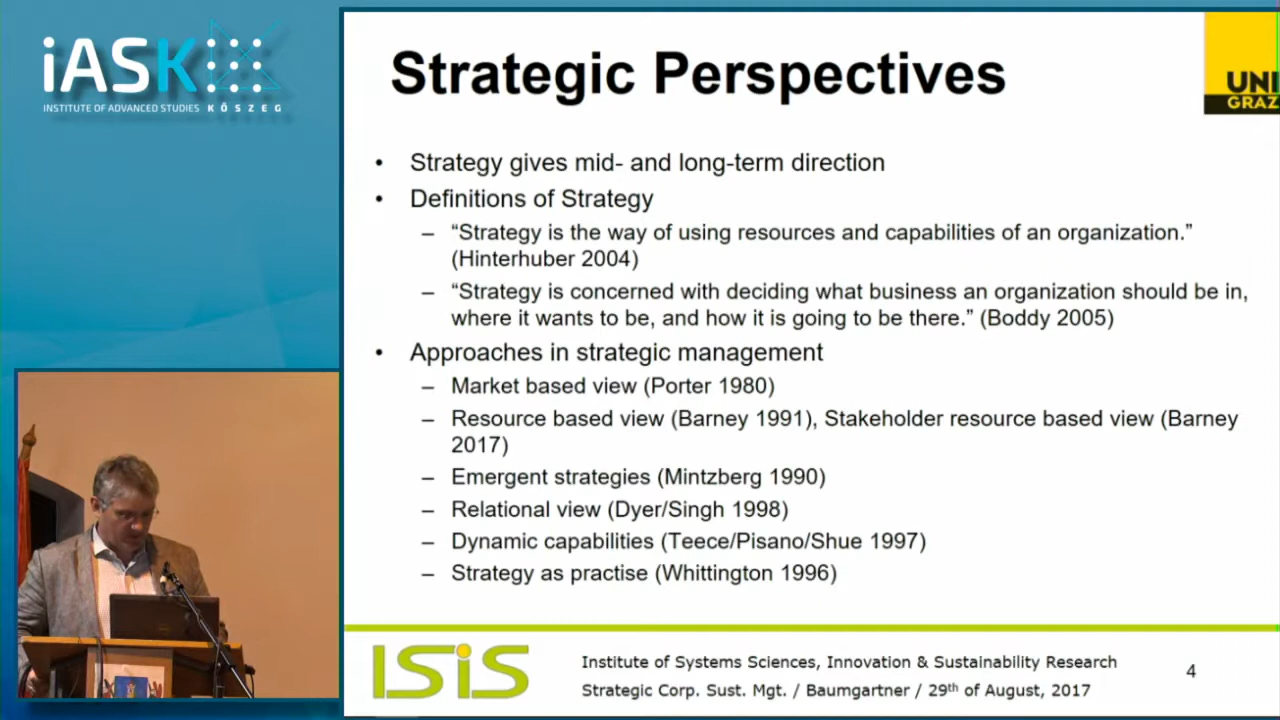 iASK
INSTITUTE OF ADVANCED STUDIES KŐSZEG
Strategic Perspectives
UNI
GRAZ
• Strategy gives mid- and long-term direction
• Definitions of Strategy
– “Strategy is the way of using resources and capabilities of an organization.”
(Hinterhuber 2004)
– “Strategy is concerned with deciding what business an organization should be in,
where it wants to be, and how it is going to be there.” (Boddy 2005)
• Approaches in strategic management
– Market based view (Porter 1980)
– Resource based view (Barney 1991), Stakeholder resource based view (Barney
2017)
– Emergent strategies (Mintzberg 1990)
– Relational view (Dyer/Singh 1998)
– Dynamic capabilities (Teece/Pisano/Shue 1997)
– Strategy as practise (Whittington 1996)
ISiS
Institute of Systems Sciences, Innovation & Sustainability Research
Strategic Corp. Sust. Mgt. / Baumgartner / 29th of August, 2017
4